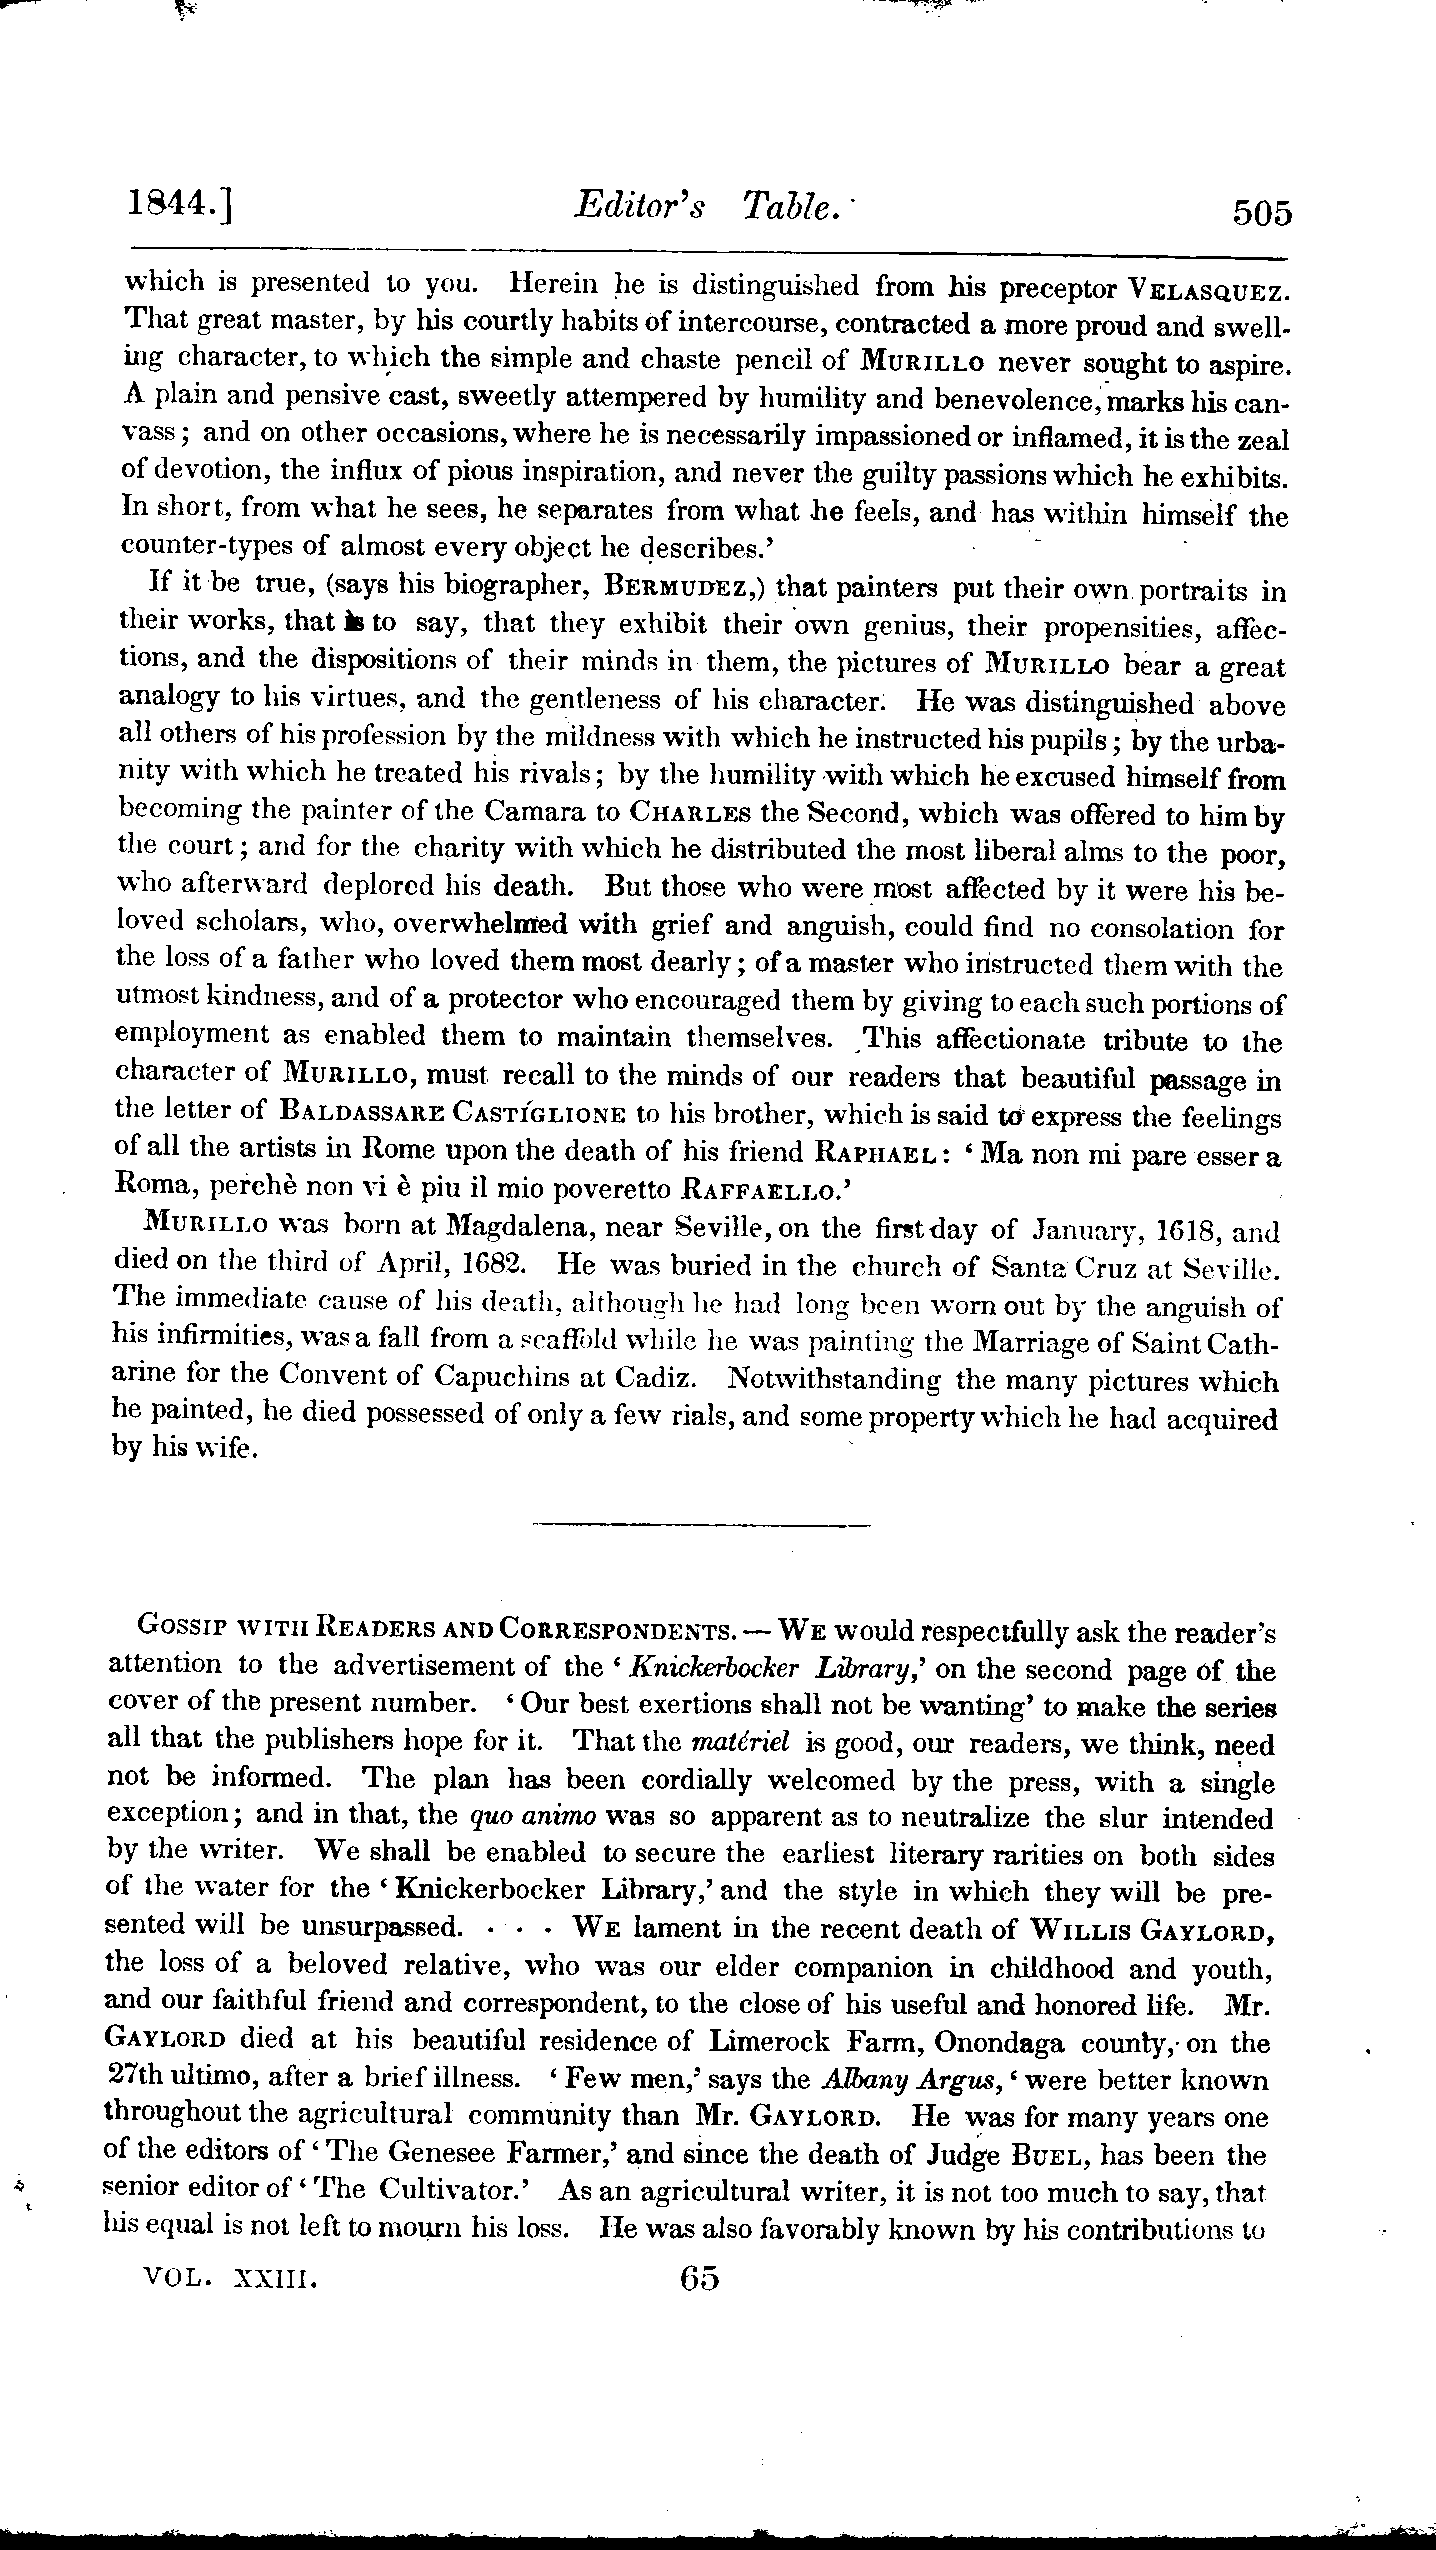 1844.] Editor's Table. 505
which is presented to you. Herein he is distinguished from his preceptor VELASQUEZ.
That great master, by his courtly habits of intercourse, contracted a more proud and swell-
ing character, to which the simple and chaste pencil of MURILLO never sought to aspire.
A plain and pensive cast, sweetly attempered by humility and benevolence, marks his can-
vass; and on other occasions, where he is necessarily impassioned or inflamed, it is the zeal
of devotion, the influx of pious inspiration, and never the guilty passions which he exhibits.
In short, from what he sees, he separates from what he feels, and has within himself the
counter-types of almost every object he describes.'
If it be true, (says his biographer, BERMUDEZ,) that painters put their own portraits in
their works, that is to say, that they exhibit their own genius, their propensities, affec-
tions, and the dispositions of their minds in them, the pictures of MURILLO bear a great
analogy to his virtues, and the gentleness of his character. He was distinguished above
all others of his profession by the mildness with which he instructed his pupils; by the urba-
nity with which he treated his rivals; by the humility with which he excused himself from
becoming the painter of the Camara to CHARLES the Second, which was offered to him by
the court; and for the charity with which he distributed the most liberal alms to the poor,
who afterward deplored his death. But those who were most affected by it were his be-
loved scholars, who, overwhelmed with grief and anguish, could find no consolation for
the loss of a father who loved them most dearly; of a master who instructed them with the
utmost kindness, and of a protector who encouraged them by giving to each such portions of
employment as enabled them to maintain themselves. This affectionate tribute to the
character of MURILLO, must recall to the minds of our readers that beautiful passage in
the letter of BALDASSARE CASTIGLIONE to his brother, which is said to express the feelings
of all the artists in Rome upon the death of his friend RAPHAEL: 'Ma non mi pare esser a
Roma, perchè non vi è piu il mio poveretto RAFFAELLO.'
MURILLO was born at Magdalena, near Seville, on the first day of January, 1618, and
died on the third of April, 1682. He was buried in the church of Santa Cruz at Seville.
The immediate cause of his death, although he had long been worn out by the anguish of
his infirmities, was a fall from a scaffold while he was painting the Marriage of Saint Cath-
arine for the Convent of Capuchins at Cadiz. Notwithstanding the many pictures which
he painted, he died possessed of only a few rials, and some property which he had acquired
by his wife.
GOSSIP WITH READERS AND CORRESPONDENTS. — WE would respectfully ask the reader's
attention to the advertisement of the 'Knickerbocker Library,' on the second page of the
cover of the present number. 'Our best exertions shall not be wanting' to make the series
all that the publishers hope for it. That the matériel is good, our readers, we think, need
not be informed. The plan has been cordially welcomed by the press, with a single
exception; and in that, the quo animo was so apparent as to neutralize the slur intended
by the writer. We shall be enabled to secure the earliest literary rarities on both sides
of the water for the 'Knickerbocker Library,' and the style in which they will be pre-
sented will be unsurpassed. · · · WE lament in the recent death of WILLIS GAYLORD,
the loss of a beloved relative, who was our elder companion in childhood and youth,
and our faithful friend and correspondent, to the close of his useful and honored life. Mr.
GAYLORD died at his beautiful residence of Limerock Farm, Onondaga county, on the
27th ultimo, after a brief illness. 'Few men,' says the Albany Argus, 'were better known
throughout the agricultural community than Mr. GAYLORD. He was for many years one
of the editors of 'The Genesee Farmer,' and since the death of Judge BUEL, has been the
senior editor of 'The Cultivator.' As an agricultural writer, it is not too much to say, that
his equal is not left to mourn his loss. He was also favorably known by his contributions to
VOL. XXIII. 65